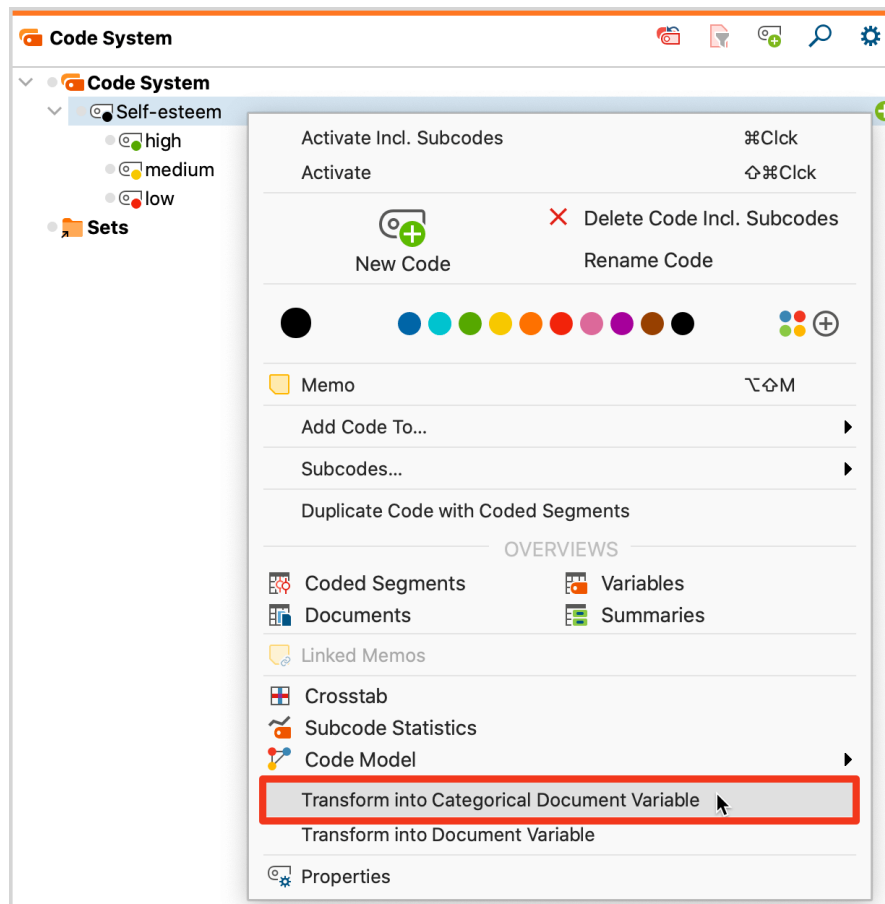 Code System
Code System
Self-esteem
high
medium
low
Sets
Activate Incl. Subcodes ⌘Clck
Activate ⇧⌘Clck
New Code
Delete Code Incl. Subcodes
Rename Code
Memo ⌥⇧M
Add Code To...
Subcodes...
Duplicate Code with Coded Segments
OVERVIEWS
Coded Segments Variables
Documents Summaries
Linked Memos
Crosstab
Subcode Statistics
Code Model
Transform into Categorical Document Variable
Transform into Document Variable
Properties